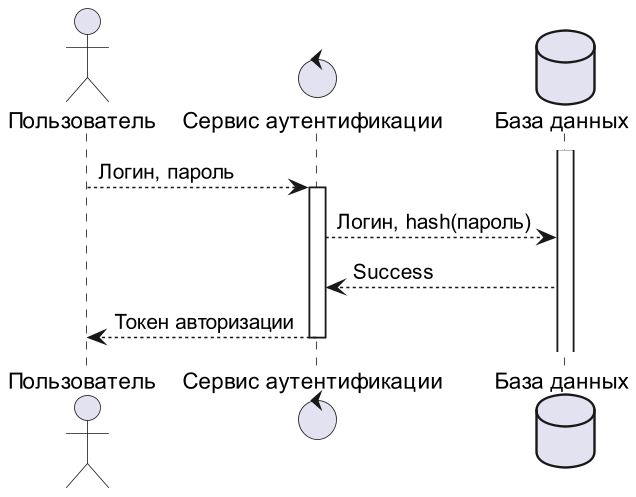 Пользователь
Сервис аутентификации
База данных
Логин, пароль
Логин, hash(пароль)
Success
Токен авторизации
Пользователь
Сервис аутентификации
База данных